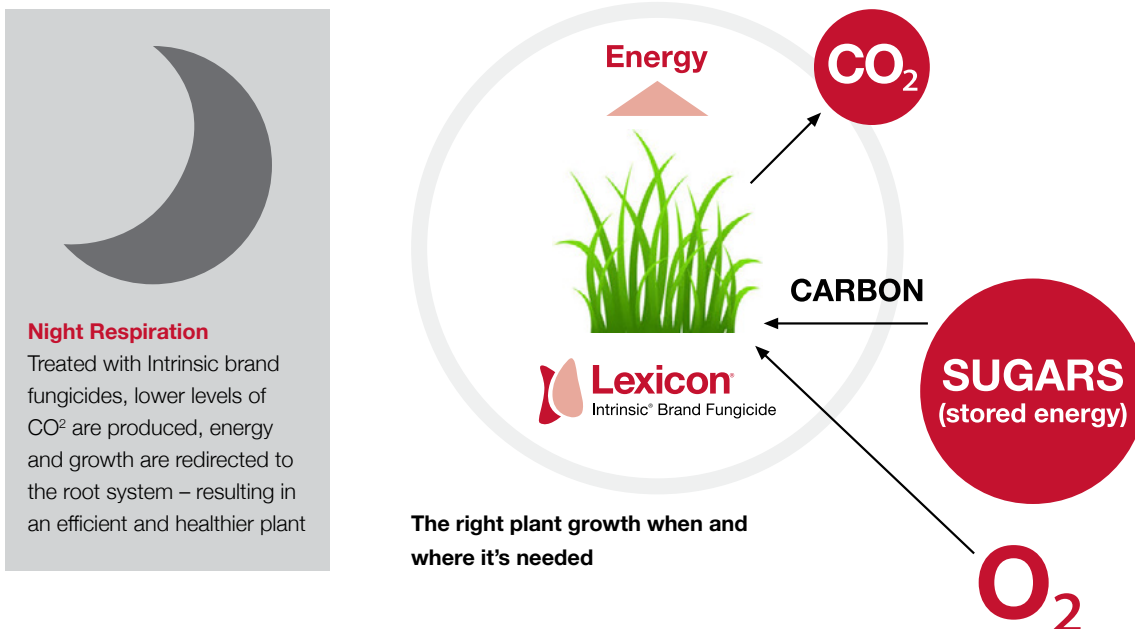 Night Respiration
Treated with Intrinsic brand
fungicides, lower levels of
CO² are produced, energy
and growth are redirected to
the root system – resulting in
an efficient and healthier plant
Energy
CO₂
CARBON
SUGARS
(stored energy)
Lexicon®
Intrinsic® Brand Fungicide
The right plant growth when and
where it's needed
O₂